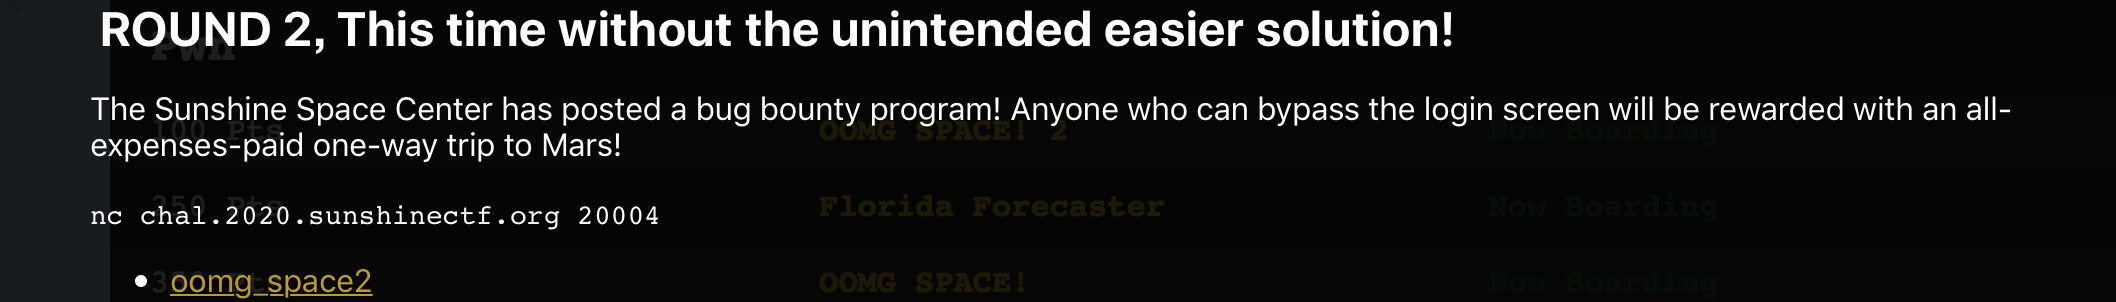 ROUND 2, This time without the unintended easier solution!
Pwn
The Sunshine Space Center has posted a bug bounty program! Anyone who can bypass the login screen will be rewarded with an all-
100 Pts OOMG SPACE! 2 Now Boarding
expenses-paid one-way trip to Mars!
250 Pts Florida Forecaster Now Boarding
nc chal.2020.sunshinectf.org 20004
OOMG SPACE! Now Boarding
• oomg_space2